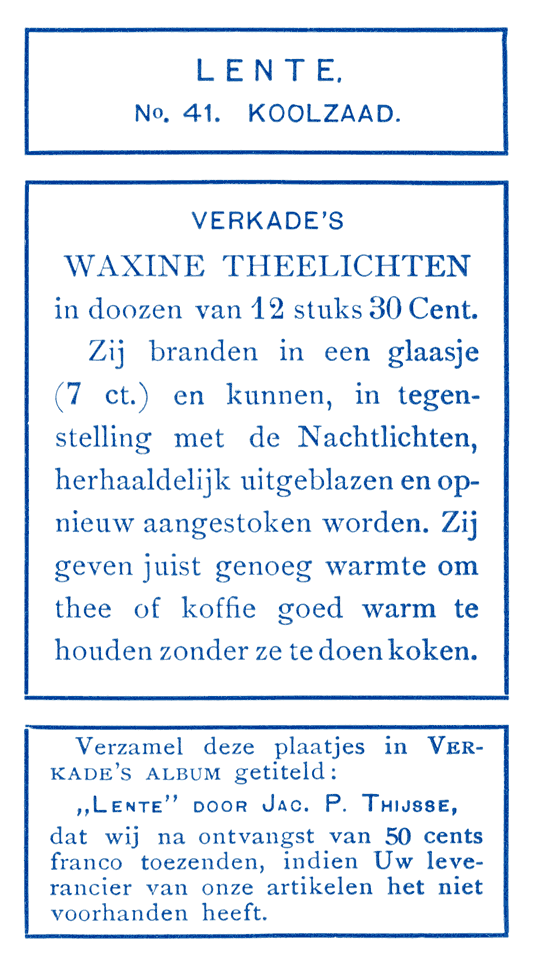 LENTE.
No. 41. KOOLZAAD.
VERKADE'S
WAXINE THEELICHTEN
in doozen van 12 stuks 30 Cent.
Zij branden in een glaasje
(7 ct.) en kunnen, in tegen-
stelling met de Nachtlichten,
herhaaldelijk uitgeblazen en op-
nieuw aangestoken worden. Zij
geven juist genoeg warmte om
thee of koffie goed warm te
houden zonder ze te doen koken.
Verzamel deze plaatjes in VER-
KADE'S ALBUM getiteld:
„LENTE” DOOR JAC. P. THIJSSE,
dat wij na ontvangst van 50 cents
franco toezenden, indien Uw leve-
rancier van onze artikelen het niet
voorhanden heeft.